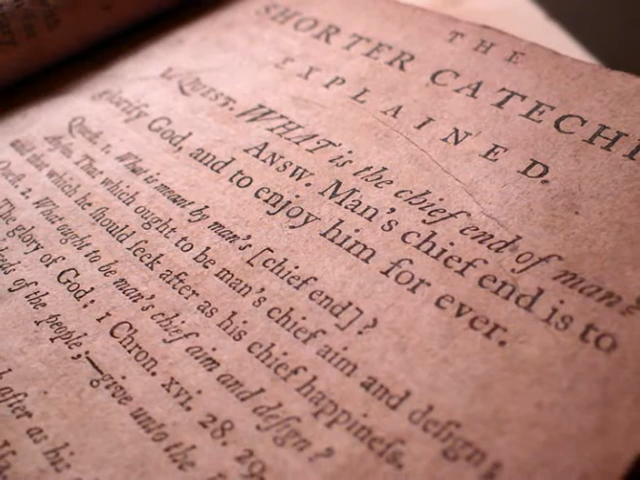 THE
SHORTER CATECHI
EXPLAINED.
QUEST. WHAT is the chief end of man?
ANSW. Man's chief end is to
glorify God, and to enjoy him for ever.
Quest. 1. What is meant by man's [chief end]?
Answ. That which ought to be man's chief aim and deſign,
and that which he ſhould ſeek after as his chief happineſs.
Queſt. 2. What ought to be man's chief aim and deſign?
The glory of God: 1 Chron. xvi. 28, 29,
of the people;—give unto the
after as his